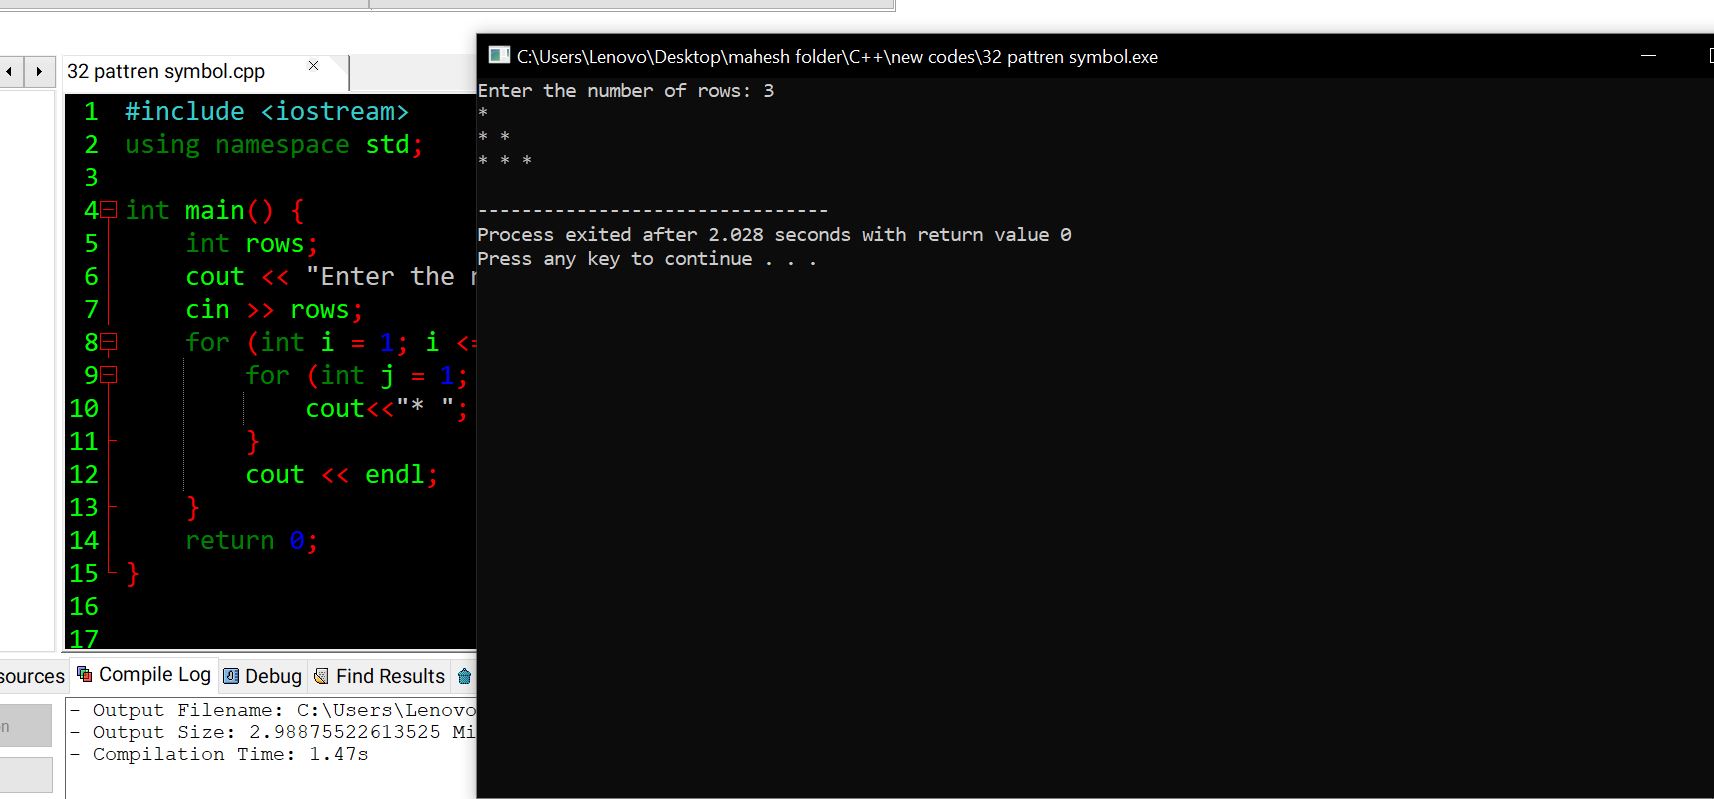 32 pattren symbol.cpp
1 #include <iostream>
2 using namespace std;
3
4 int main() {
5 int rows;
6 cout << "Enter the
7 cin >> rows;
8 for (int i = 1; i <=
9 for (int j = 1;
10 cout<<"* ";
11 }
12 cout << endl;
13 }
14 return 0;
15 }
16
17
sources Compile Log Debug Find Results
- Output Filename: C:\Users\Lenovo
- Output Size: 2.98875522613525 Mi
- Compilation Time: 1.47s
C:\Users\Lenovo\Desktop\mahesh folder\C++\new codes\32 pattren symbol.exe
Enter the number of rows: 3
*
* *
* * *
--------------------------------
Process exited after 2.028 seconds with return value 0
Press any key to continue . . .